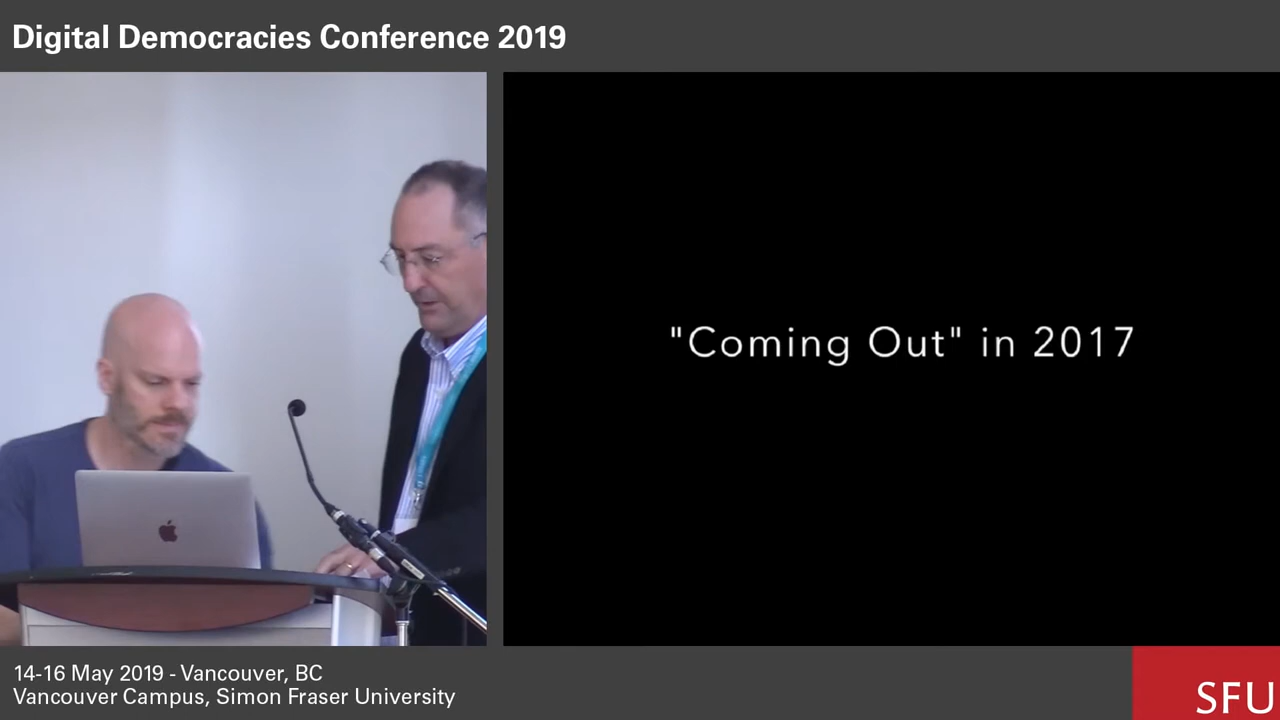 Digital Democracies Conference 2019
"Coming Out" in 2017
14-16 May 2019 - Vancouver, BC
Vancouver Campus, Simon Fraser University
SFU